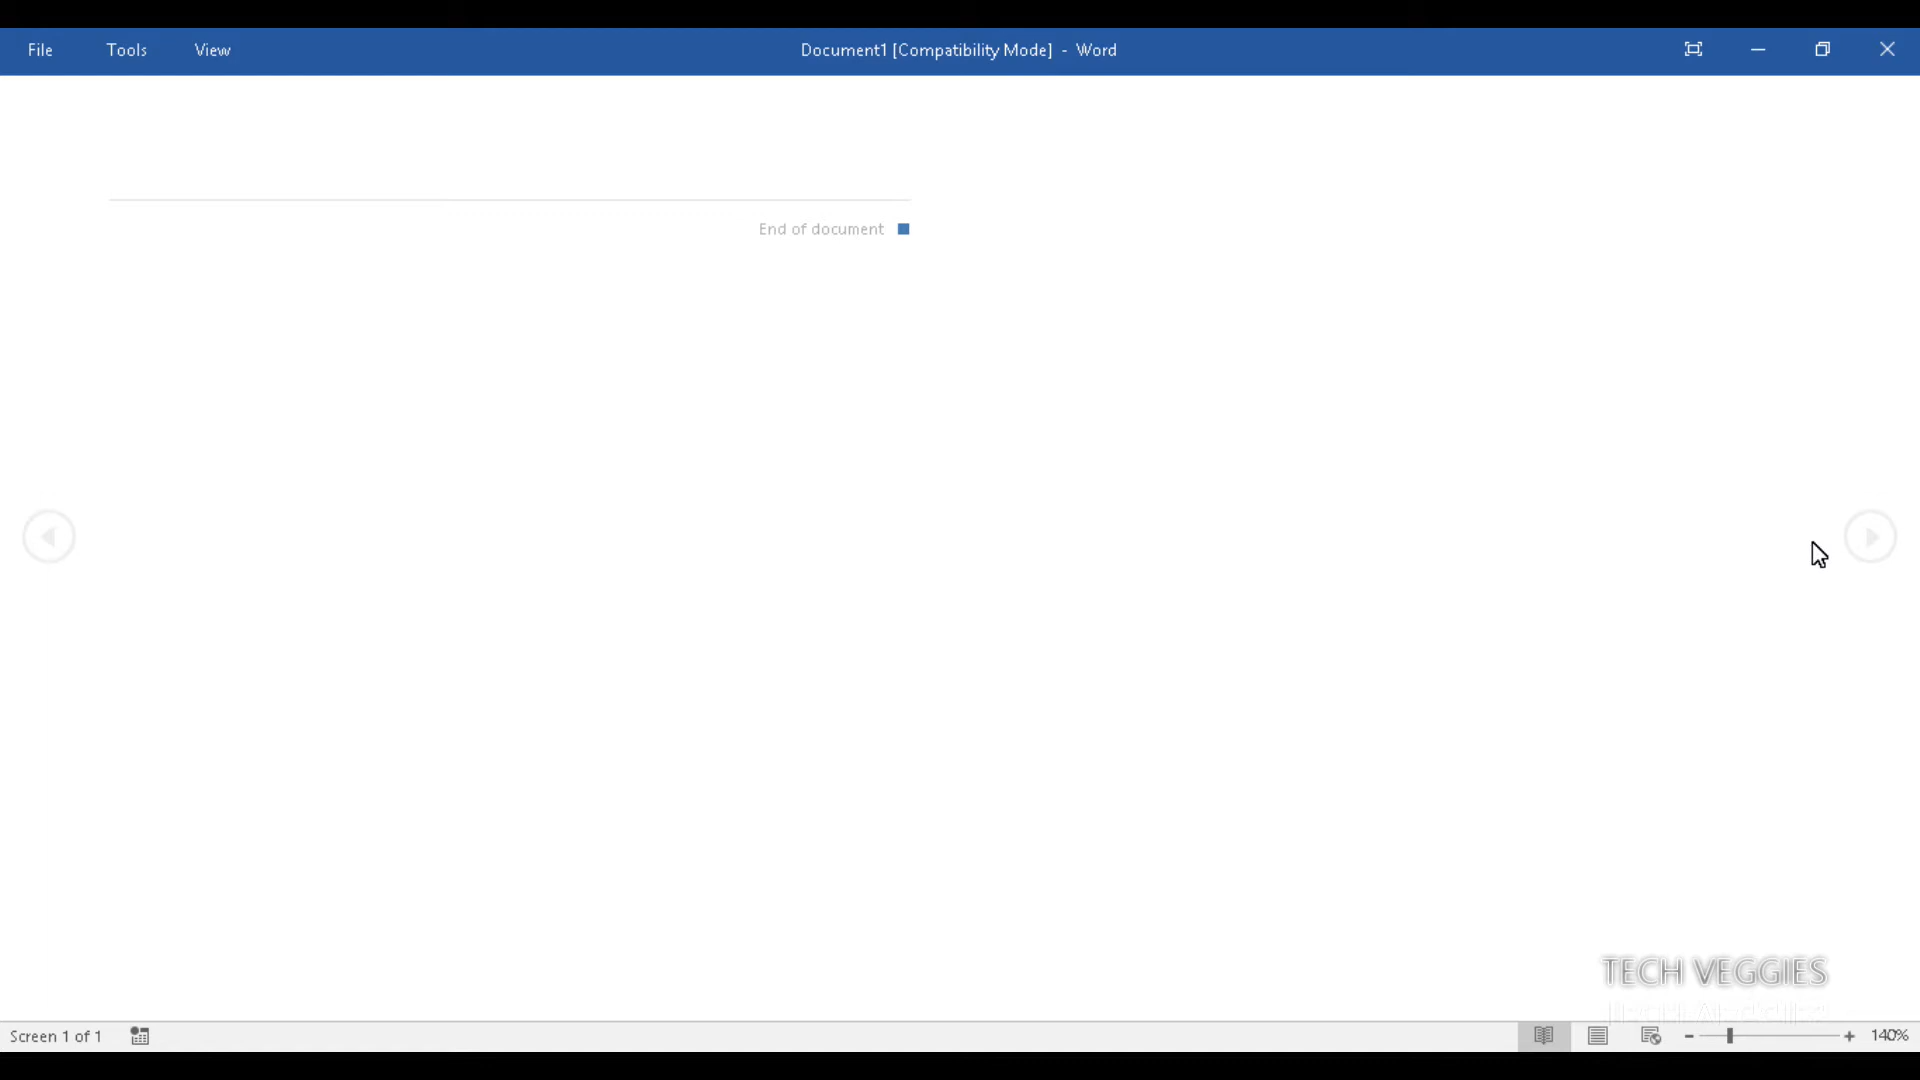 File Tools View Document1 [Compatibility Mode] - Word
End of document
TECH VEGGIES
Screen 1 of 1 140%